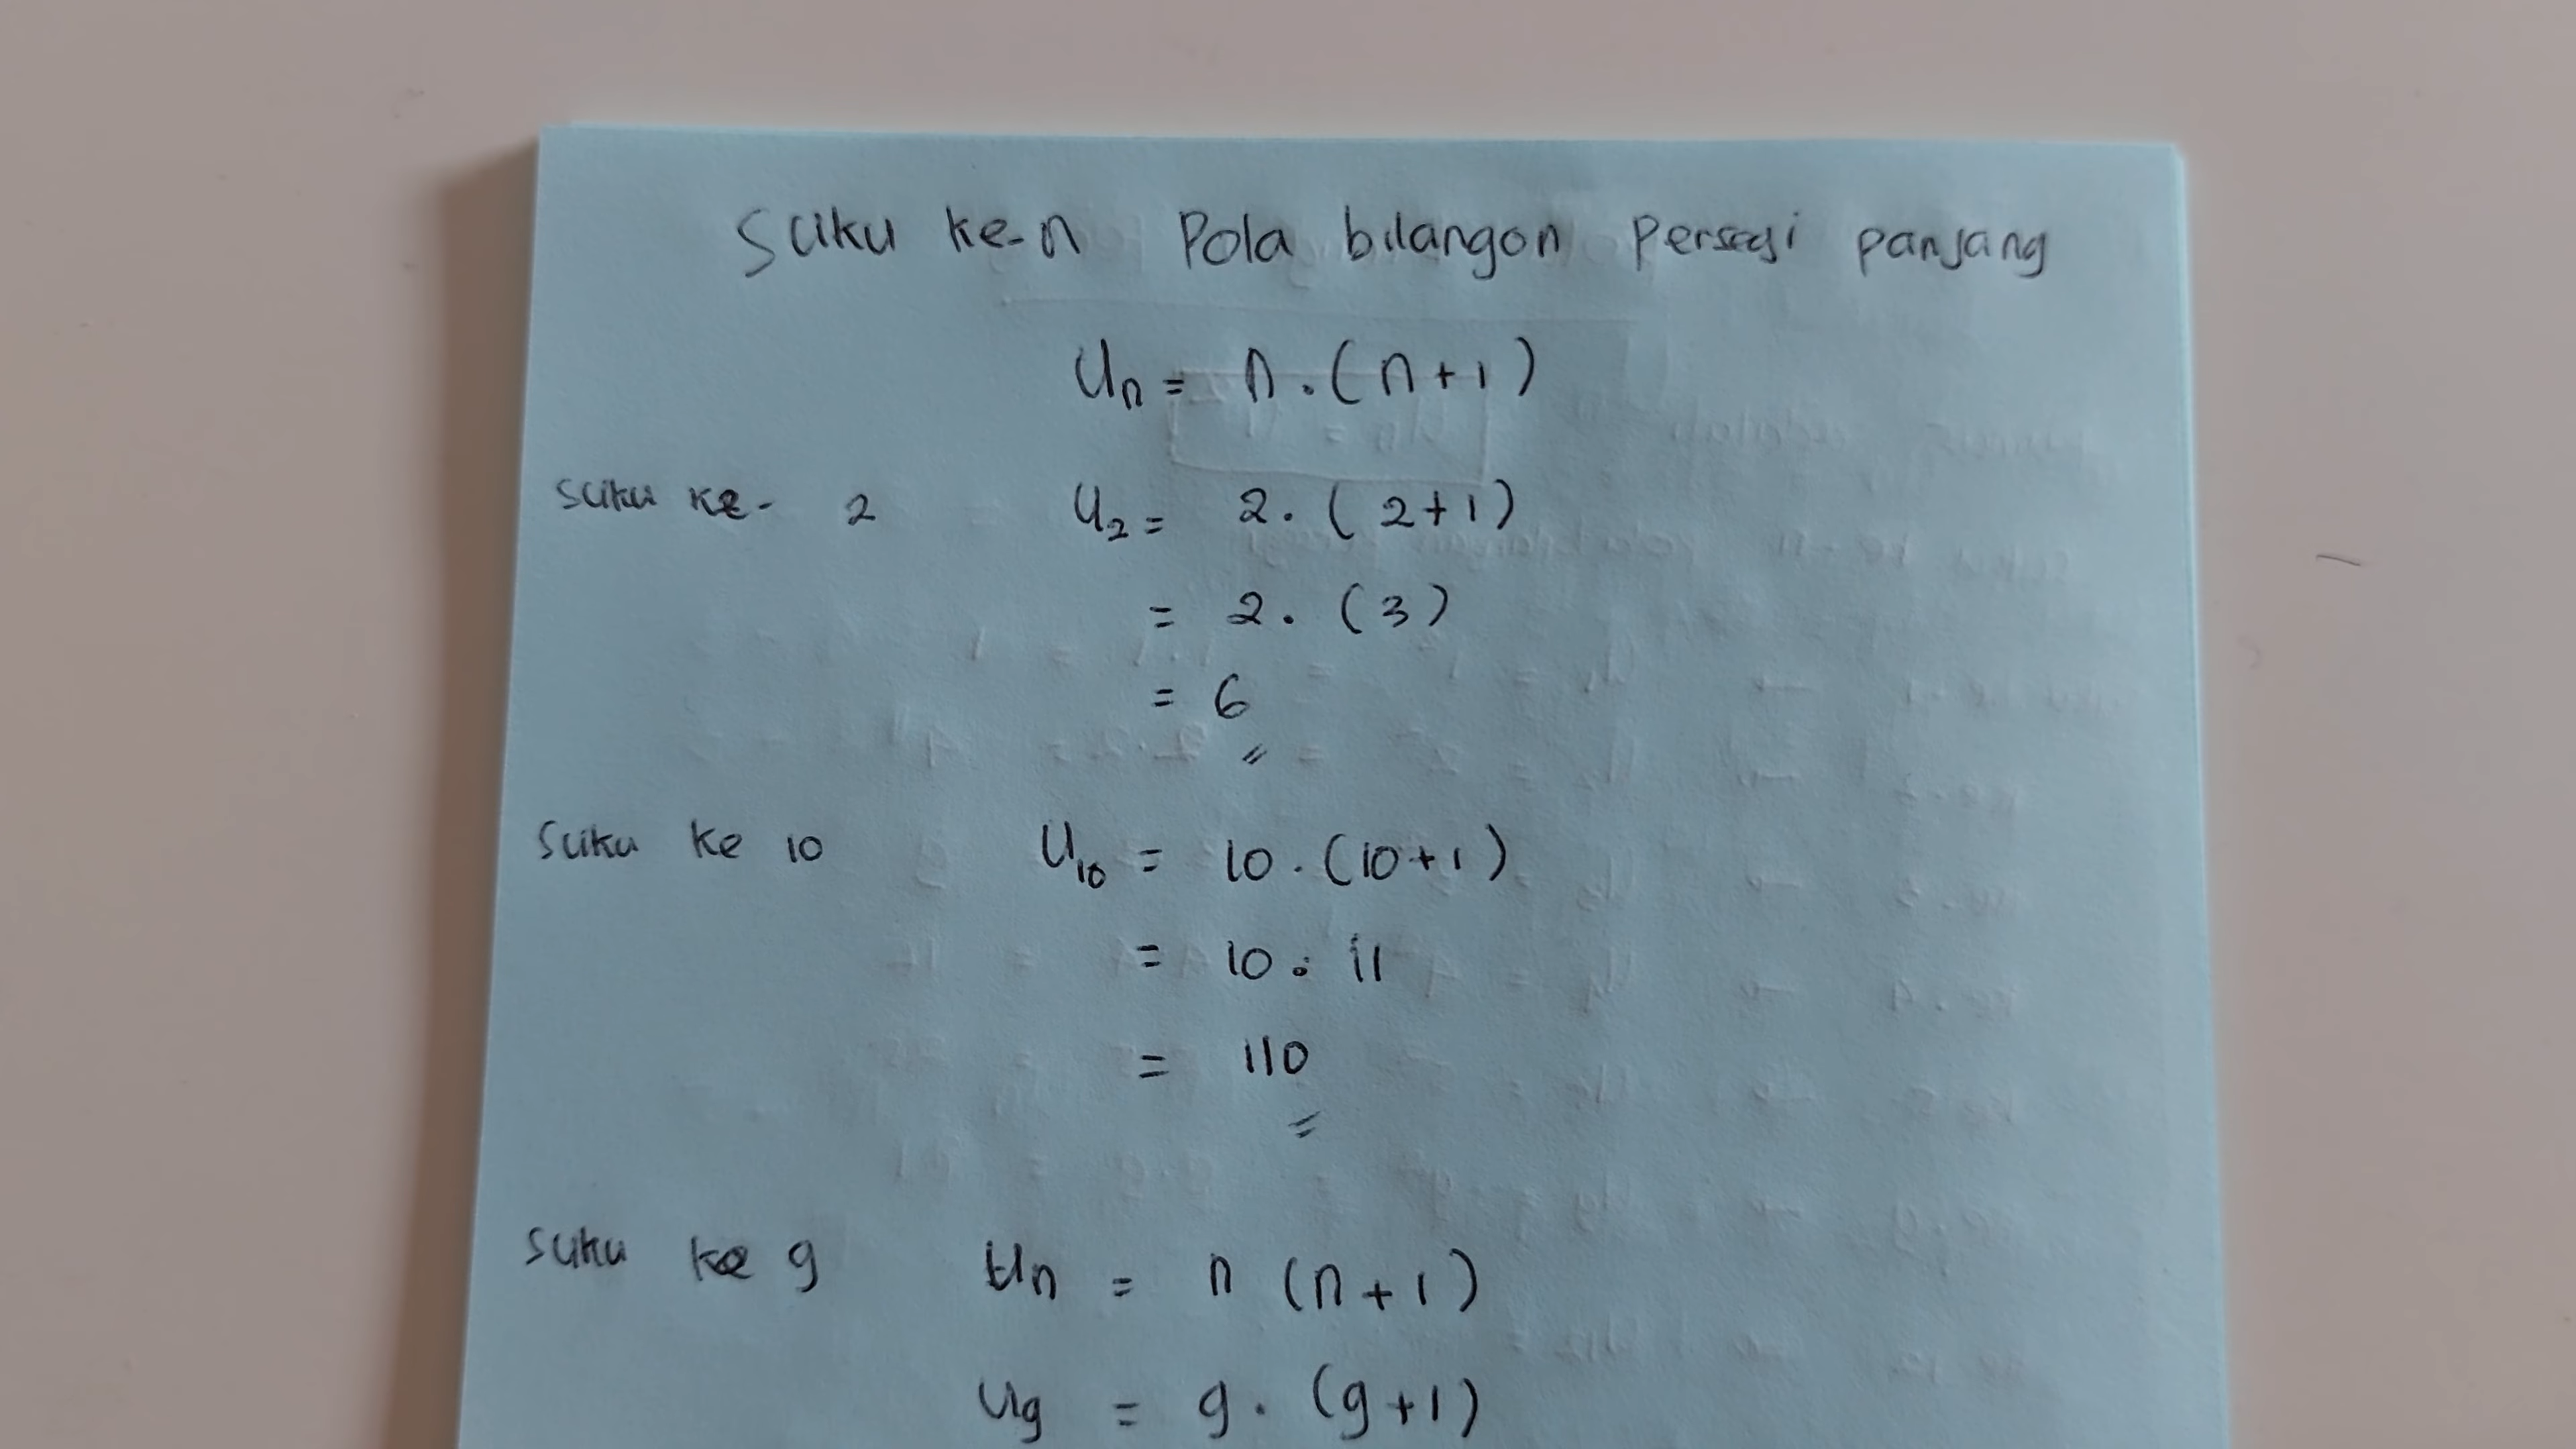 Suku ke-n Pola bilangan persegi panjang
Un = n . (n+1)
suku ke- 2 U2 = 2 . (2+1)
= 2 . (3)
= 6
suku ke 10 U10 = 10 . (10+1)
= 10 . 11
= 110
suku ke 9 Un = n (n+1)
U9 = 9 . (9+1)